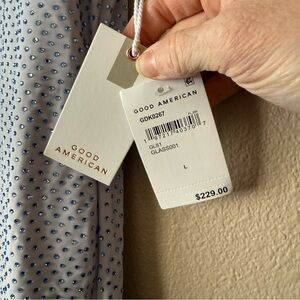 GOOD
AMERICAN
GOOD AMERICAN
GDK0267
GLS1
GLASS001
L
$229.00